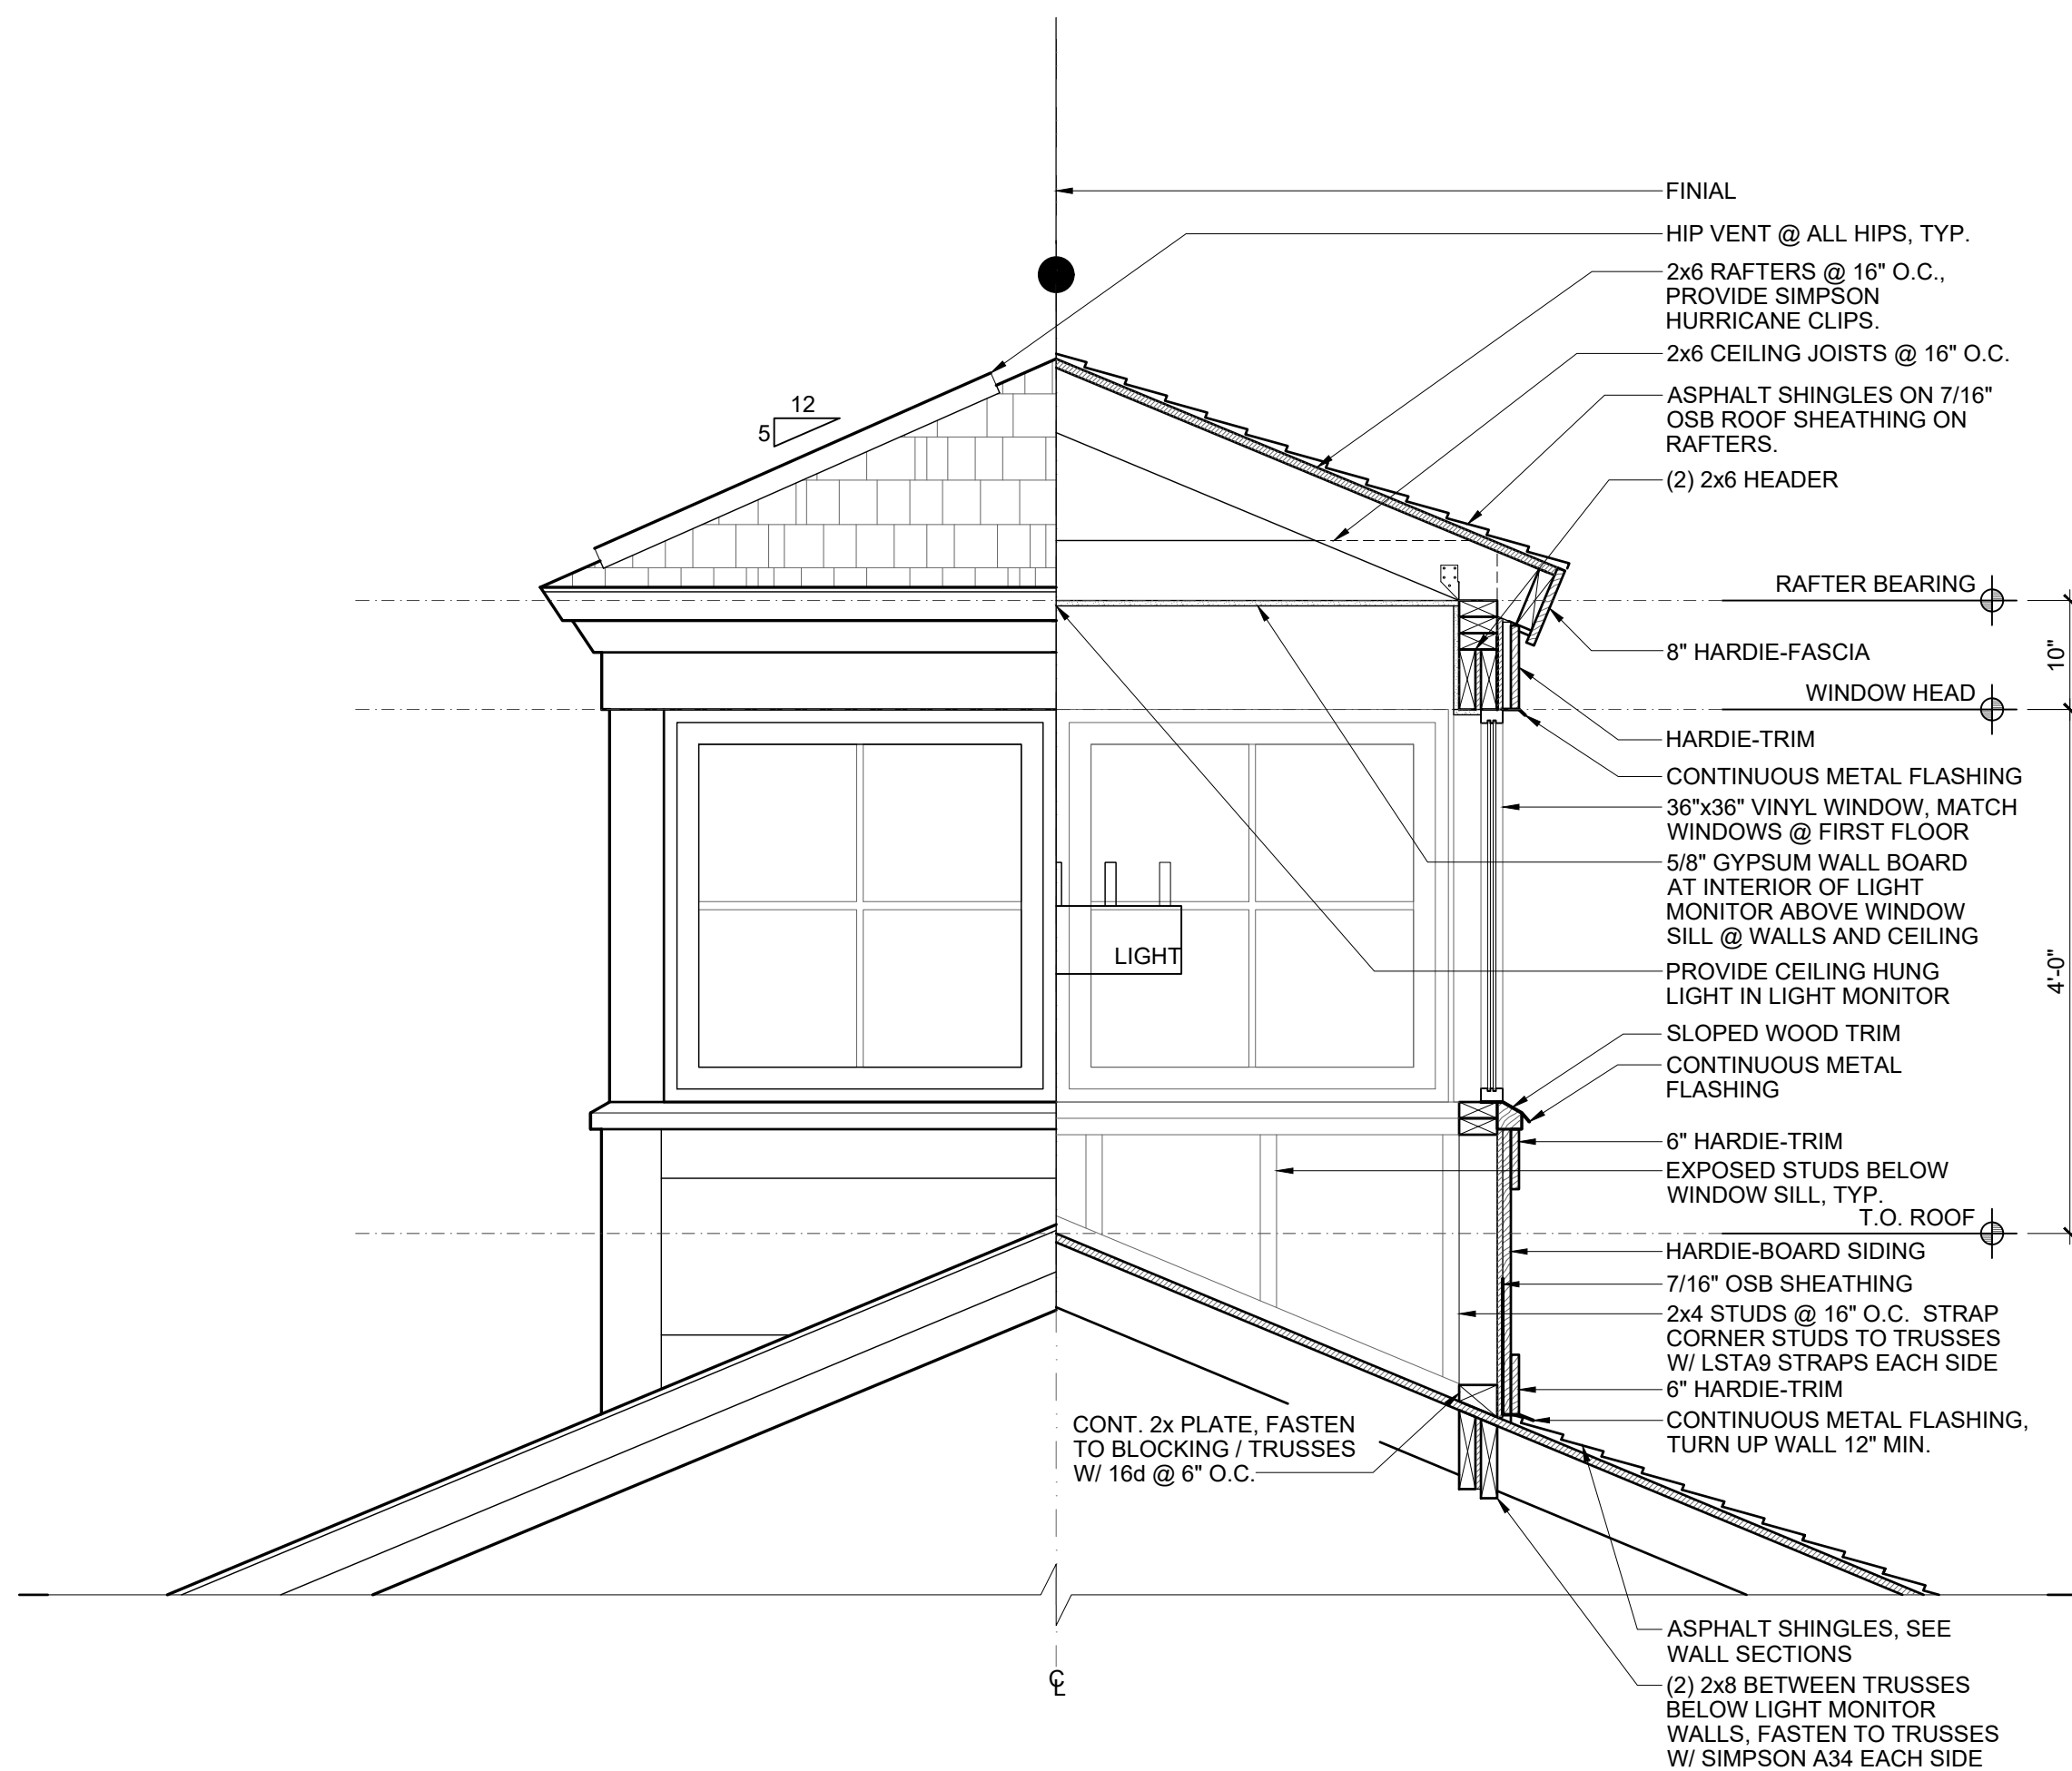 FINIAL
HIP VENT @ ALL HIPS, TYP.
2x6 RAFTERS @ 16" O.C.,
PROVIDE SIMPSON
HURRICANE CLIPS.
2x6 CEILING JOISTS @ 16" O.C.
ASPHALT SHINGLES ON 7/16"
OSB ROOF SHEATHING ON
RAFTERS.
12
5
(2) 2x6 HEADER
RAFTER BEARING
8" HARDIE-FASCIA
10"
WINDOW HEAD
HARDIE-TRIM
CONTINUOUS METAL FLASHING
36"x36" VINYL WINDOW, MATCH
WINDOWS @ FIRST FLOOR
5/8" GYPSUM WALL BOARD
AT INTERIOR OF LIGHT
MONITOR ABOVE WINDOW
SILL @ WALLS AND CEILING
LIGHT
PROVIDE CEILING HUNG
LIGHT IN LIGHT MONITOR
4'-0"
SLOPED WOOD TRIM
CONTINUOUS METAL
FLASHING
6" HARDIE-TRIM
EXPOSED STUDS BELOW
WINDOW SILL, TYP.
T.O. ROOF
HARDIE-BOARD SIDING
7/16" OSB SHEATHING
2x4 STUDS @ 16" O.C. STRAP
CORNER STUDS TO TRUSSES
W/ LSTA9 STRAPS EACH SIDE
6" HARDIE-TRIM
CONTINUOUS METAL FLASHING,
TURN UP WALL 12" MIN.
CONT. 2x PLATE, FASTEN
TO BLOCKING / TRUSSES
W/ 16d @ 6" O.C.
ASPHALT SHINGLES, SEE
WALL SECTIONS
(2) 2x8 BETWEEN TRUSSES
BELOW LIGHT MONITOR
WALLS, FASTEN TO TRUSSES
W/ SIMPSON A34 EACH SIDE
℄